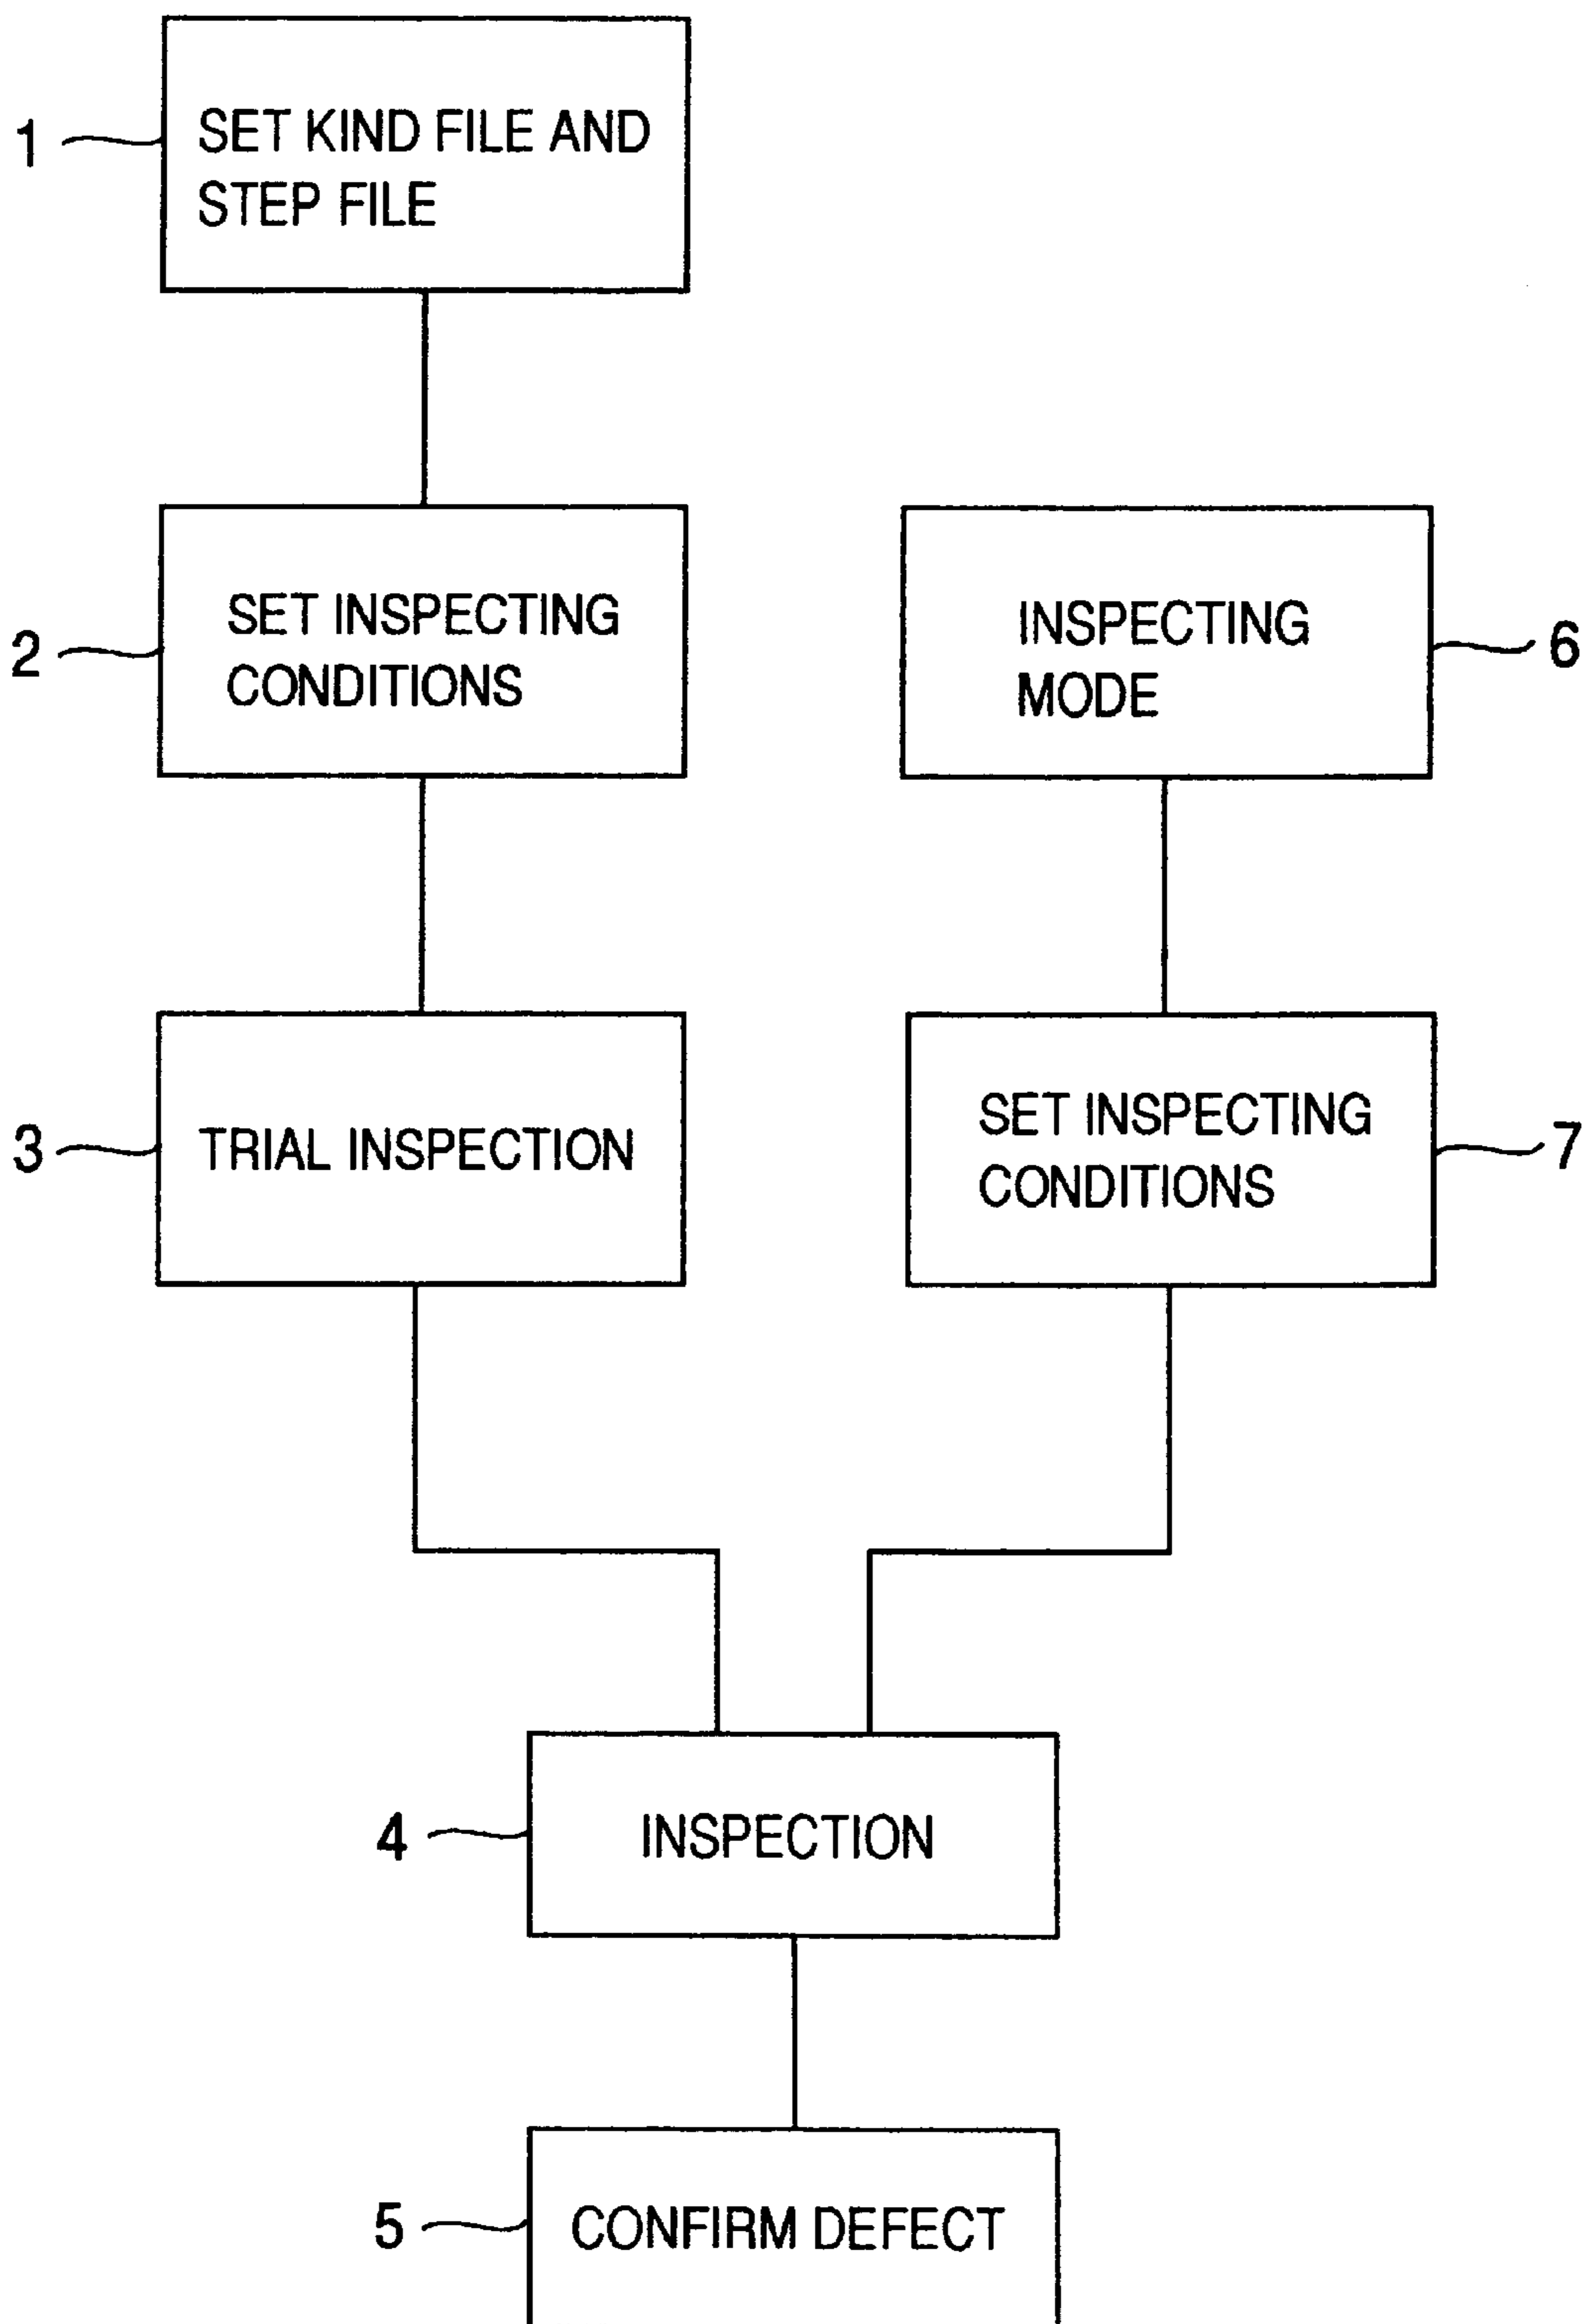 1
SET KIND FILE AND
STEP FILE
2
SET INSPECTING
CONDITIONS
INSPECTING
MODE
6
3
TRIAL INSPECTION
SET INSPECTING
CONDITIONS
7
4
INSPECTION
5
CONFIRM DEFECT